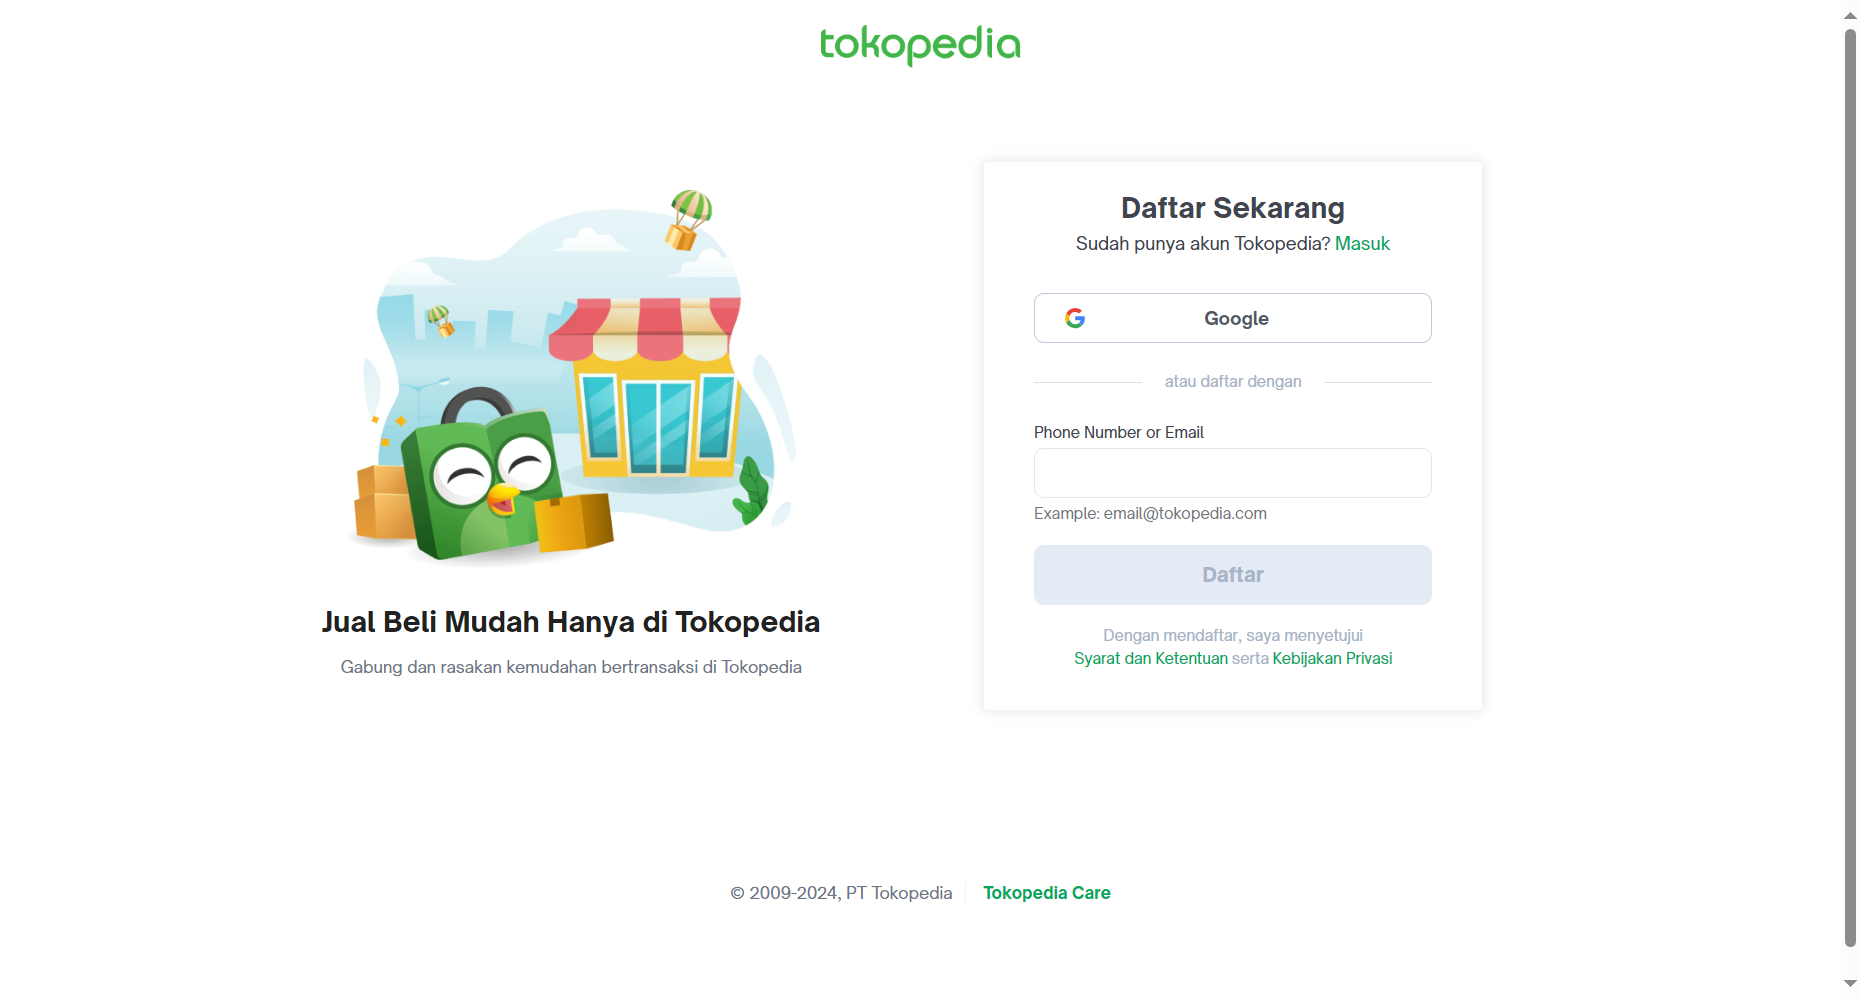 tokopedia
Jual Beli Mudah Hanya di Tokopedia
Gabung dan rasakan kemudahan bertransaksi di Tokopedia
Daftar Sekarang
Sudah punya akun Tokopedia? Masuk
Google
atau daftar dengan
Phone Number or Email
Example: email@tokopedia.com
Daftar
Dengan mendaftar, saya menyetujui
Syarat dan Ketentuan serta Kebijakan Privasi
© 2009-2024, PT Tokopedia
Tokopedia Care